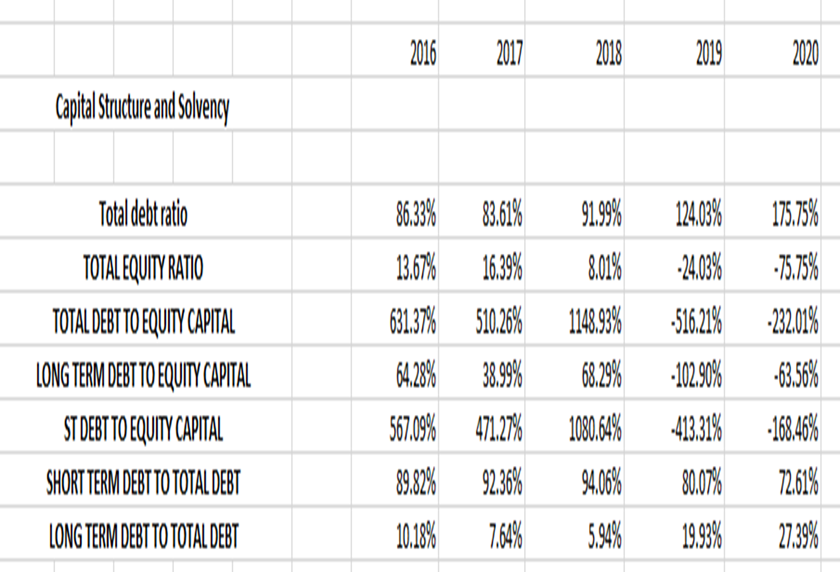 2016 2017 2018 2019 2020
Capital Structure and Solvency
Total debt ratio 86.33% 83.61% 91.99% 124.03% 175.75%
TOTAL EQUITY RATIO 13.67% 16.39% 8.01% -24.03% -75.75%
TOTAL DEBT TO EQUITY CAPITAL 631.37% 510.26% 1148.93% -516.21% -232.01%
LONG TERM DEBT TO EQUITY CAPITAL 64.28% 38.99% 68.29% -102.90% -63.56%
ST DEBT TO EQUITY CAPITAL 567.09% 471.27% 1080.64% -413.31% -168.46%
SHORT TERM DEBT TO TOTAL DEBT 89.82% 92.36% 94.06% 80.07% 72.61%
LONG TERM DEBT TO TOTAL DEBT 10.18% 7.64% 5.94% 19.93% 27.39%